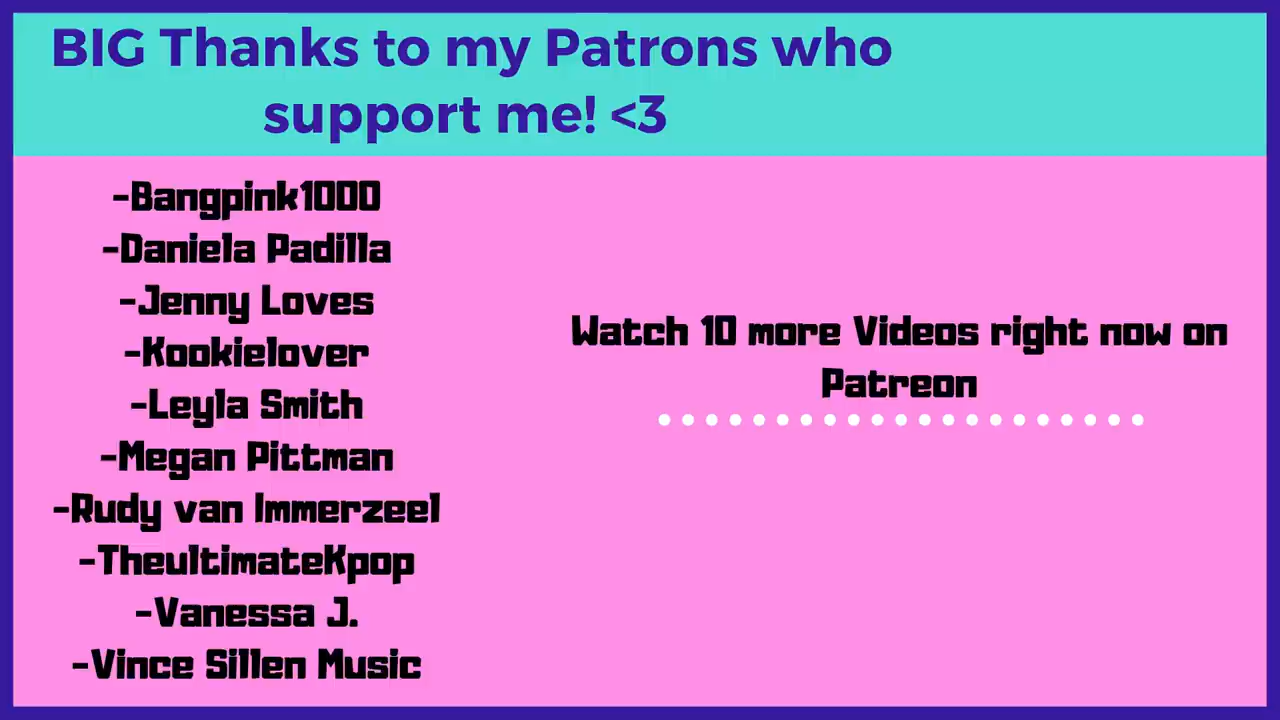 BIG Thanks to my Patrons who
support me! <3
-Bangpink1000
-Daniela Padilla
-Jenny Loves
-Kookielover
-Leyla Smith
-Megan Pittman
-Rudy van Immerzeel
-TheultimateKpop
-Vanessa J.
-Vince Sillen Music
Watch 10 more Videos right now on
Patreon